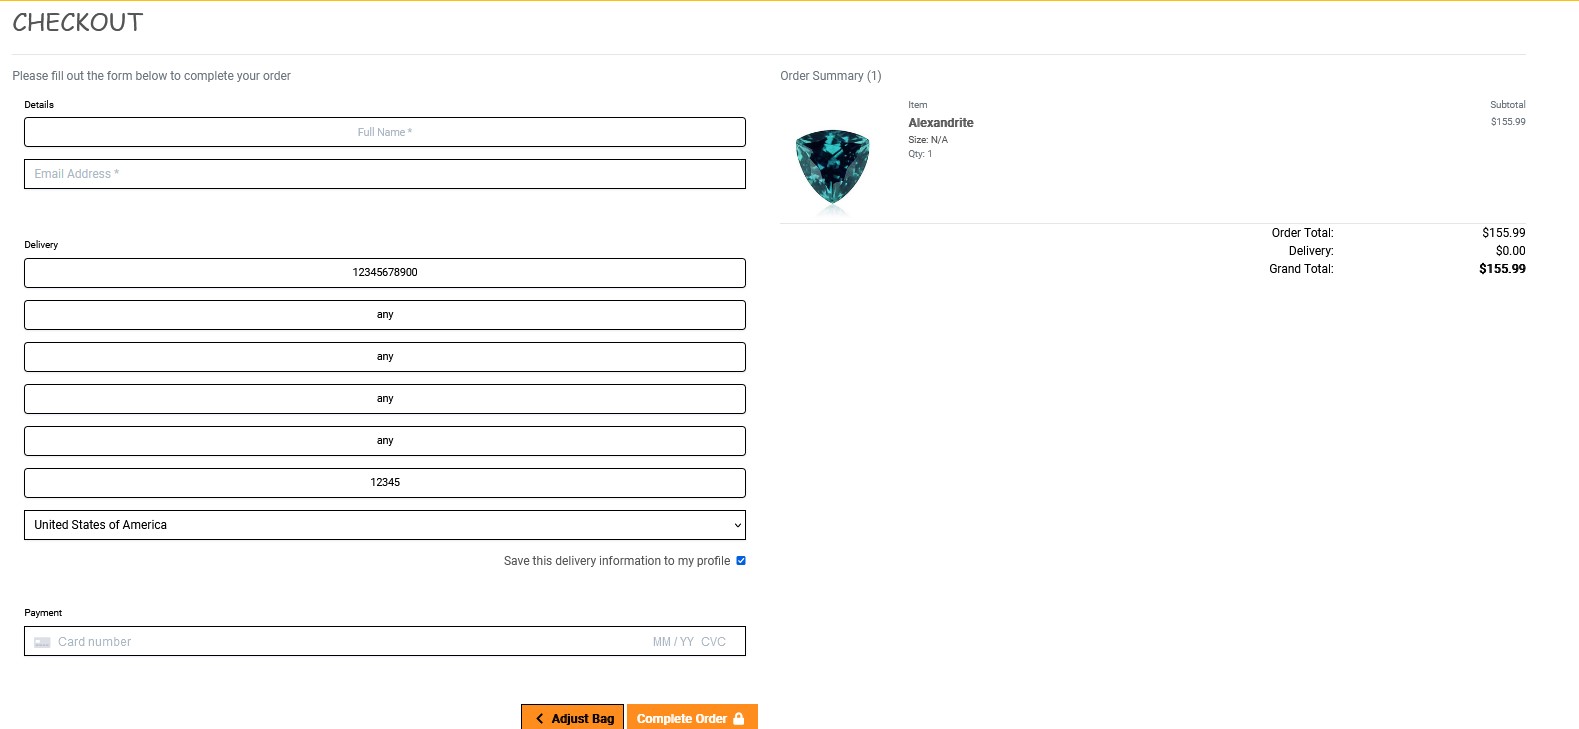 CHECKOUT
Please fill out the form below to complete your order
Details
Full Name *
Email Address *
Delivery
12345678900
any
any
any
any
12345
United States of America
Save this delivery information to my profile
Payment
Card number MM / YY CVC
Adjust Bag Complete Order
Order Summary (1)
Item Subtotal
Alexandrite $155.99
Size: N/A
Qty: 1
Order Total: $155.99
Delivery: $0.00
Grand Total: $155.99